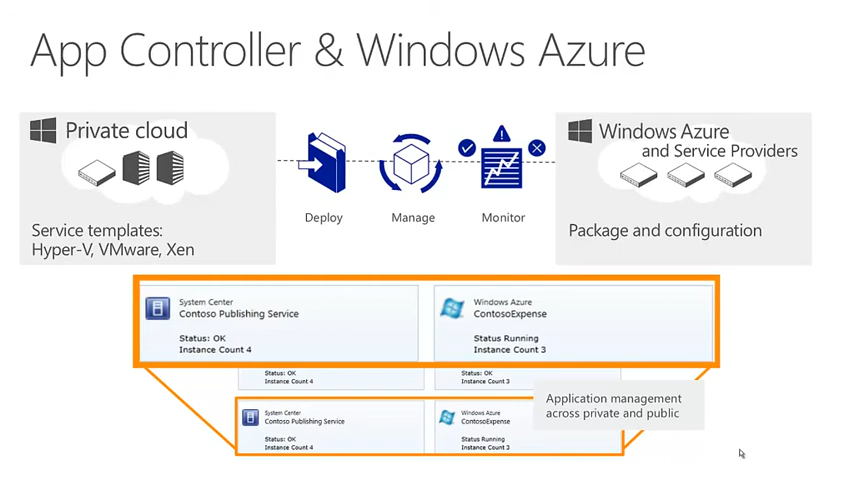 App Controller & Windows Azure
Private cloud
Service templates:
Hyper-V, VMware, Xen
Deploy
Manage
Monitor
Windows Azure
and Service Providers
Package and configuration
System Center
Contoso Publishing Service
Status: OK
Instance Count 4
Windows Azure
ContosoExpense
Status Running
Instance Count 3
Status: OK
Instance Count 4
Status: OK
Instance Count 3
System Center
Contoso Publishing Service
Status: OK
Instance Count 4
Windows Azure
ContosoExpense
Status Running
Instance Count 3
Application management
across private and public